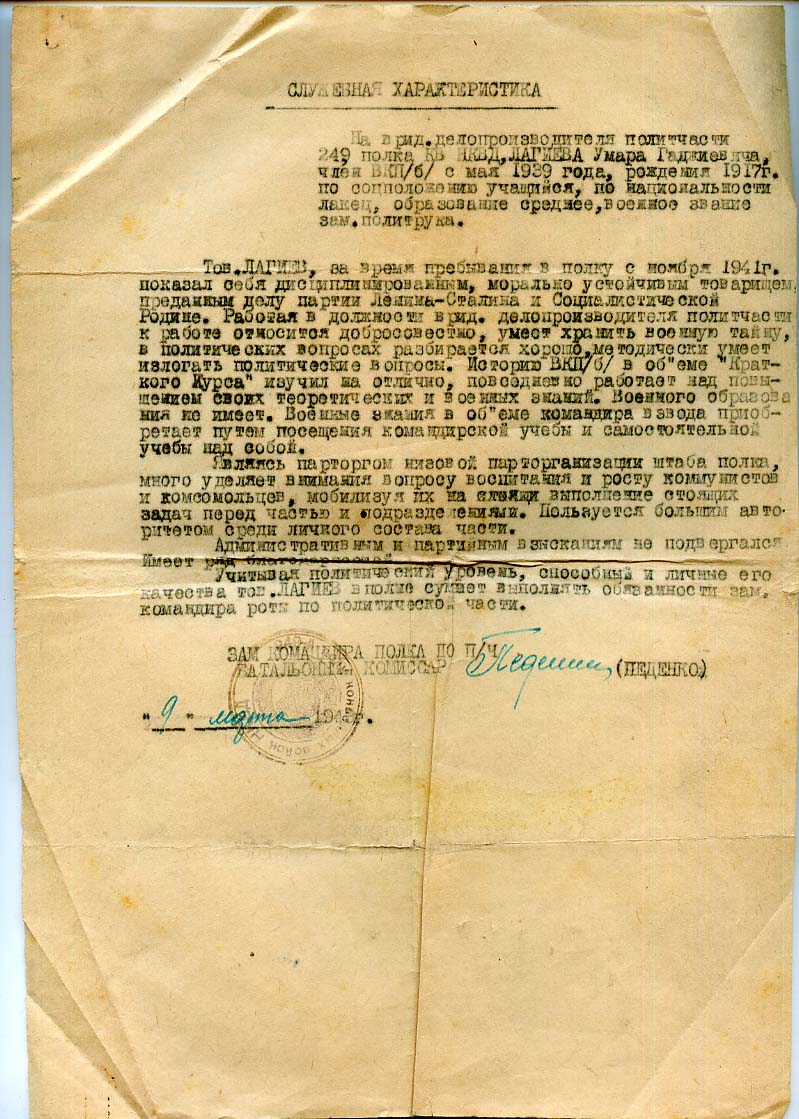 СЛУЖЕБНАЯ ХАРАКТЕРИСТИКА
На врид.делопроизводителя политчасти
249 полка КВ НКВД,ЛАГИЕВА Умара Гаджиевича,
член ВКП/б/ с мая 1939 года, рождения 1917г.
по соцположению учащийся, по национальности
лакец, образование среднее,военное звание
зам.политрука.
Тов.ЛАГИЕВ, за время пребывания в полку с ноября 1941г.
показал себя дисциплинированным, морально устойчивым товарищем,
преданным делу партии Ленина-Сталина и Социалистической
Родине. Работая в должности врид. делопроизводителя политчасти
к работе относится добросовестно, умеет хранить военную тайну,
в политических вопросах разбирается хорошо,методически умеет
излогать политические вопросы. Историю ВКП/б/ в об"еме "Крат-
кого Курса" изучил на отлично, повседневно работает над повы-
шением своих теоретических и военных знаний. Военного образова
ния не имеет. Военные знания в об"еме командира взвода приоб-
ретает путем посещения командирской учебы и самостоятельной
учебы над собой.
Являясь парторгом низовой парторганизации штаба полка,
много уделяет внимания вопросу воспитания и росту коммунистов
и комсомольцев, мобилизуя их на выполнение стоящих
задач перед частью и подразделениями. Пользуется большим авто-
ритетом среди личного состава части.
Административным и партийным взысканиям не подвергался
Имеет ряд благодарностей
Учитывая политический уровень, способный и личные его
качества тов.ЛАГИЕВ вполне сумеет выполнять обязанности зам.
командира роты по политической части.
ЗАМ КОМАНДИРА ПОЛКА ПО П/Ч
БАТАЛЬОННЫЙ КОМИССАР Педенко (ПЕДЕНКО)
"9" марта г.